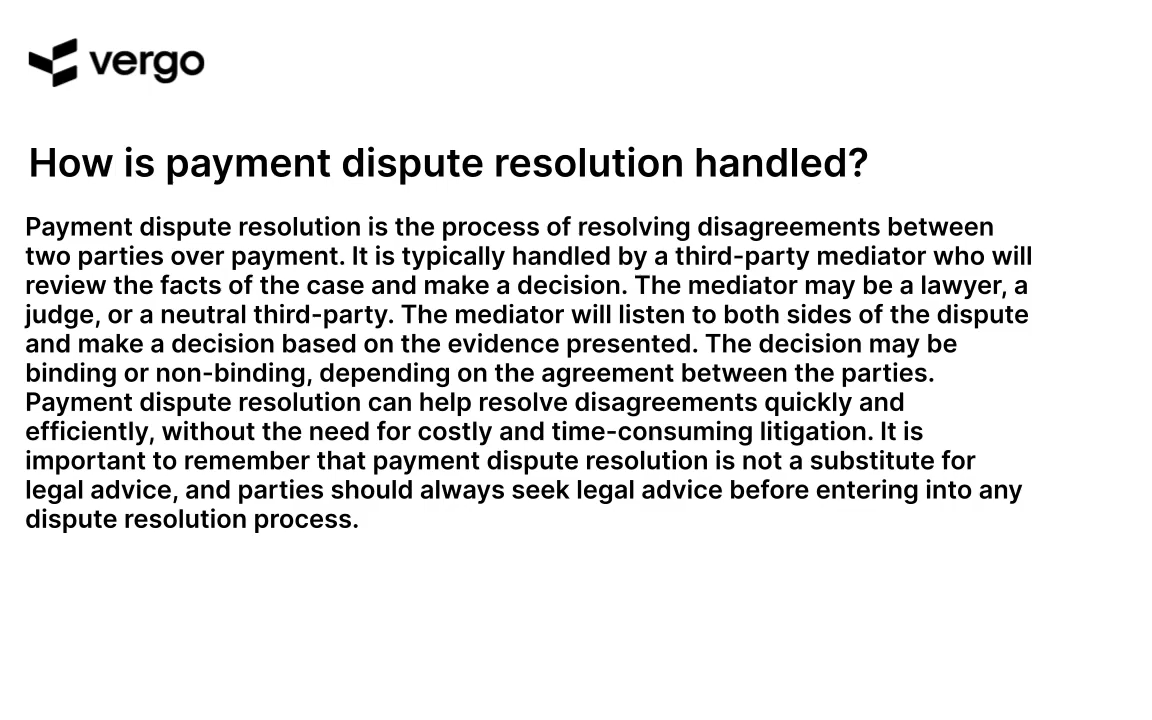 vergo
How is payment dispute resolution handled?
Payment dispute resolution is the process of resolving disagreements between
two parties over payment. It is typically handled by a third-party mediator who will
review the facts of the case and make a decision. The mediator may be a lawyer, a
judge, or a neutral third-party. The mediator will listen to both sides of the dispute
and make a decision based on the evidence presented. The decision may be
binding or non-binding, depending on the agreement between the parties.
Payment dispute resolution can help resolve disagreements quickly and
efficiently, without the need for costly and time-consuming litigation. It is
important to remember that payment dispute resolution is not a substitute for
legal advice, and parties should always seek legal advice before entering into any
dispute resolution process.